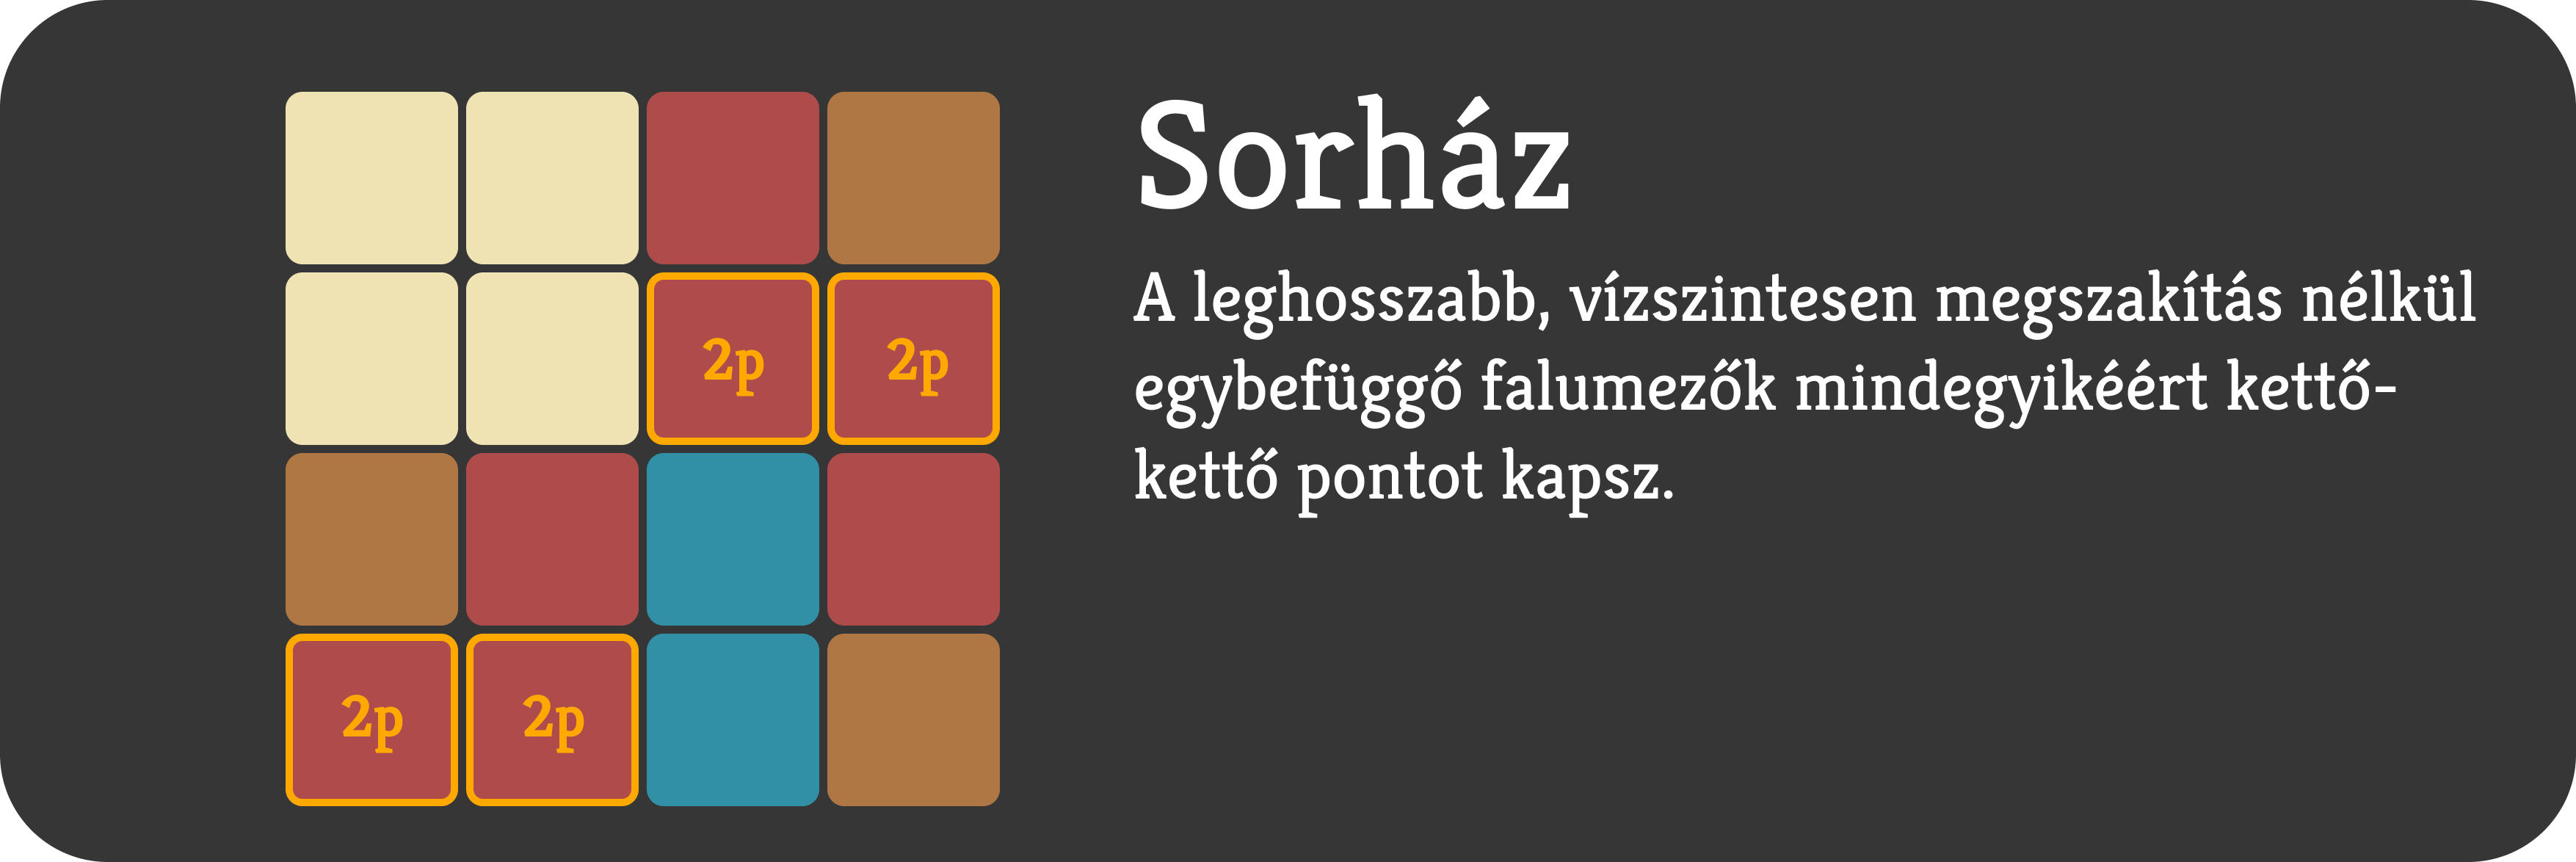 Sorház
A leghosszabb, vízszintesen megszakítás nélkül
egybefüggő falumezők mindegyikéért kettő-
kettő pontot kapsz.
2p 2p
2p 2p